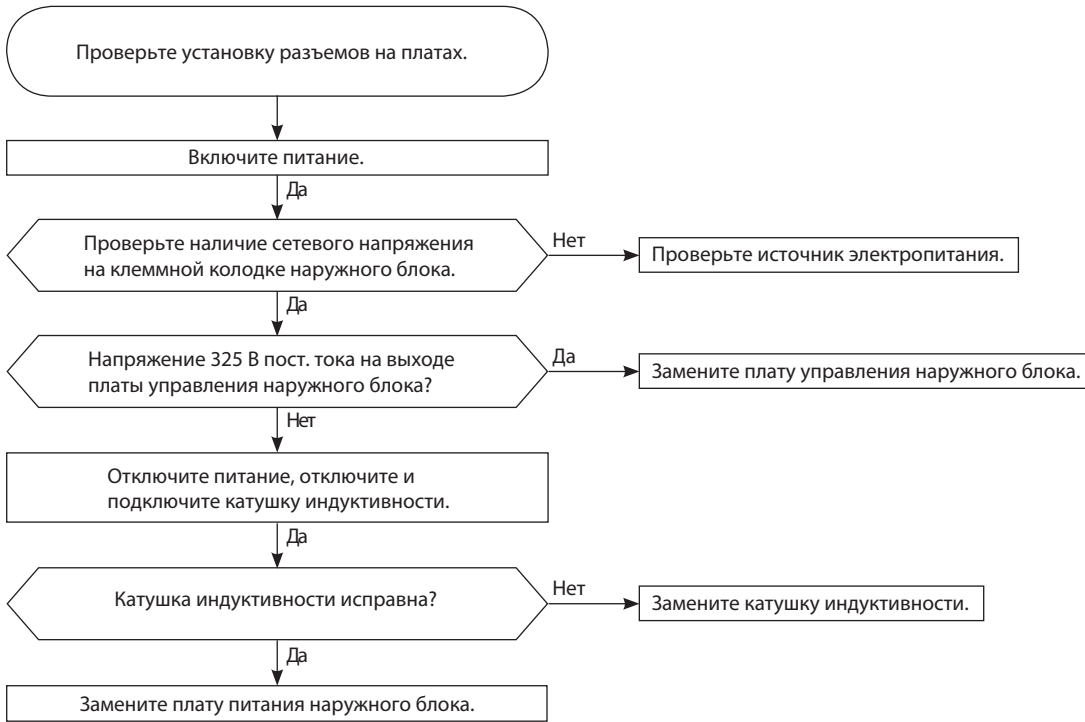 Проверьте установку разъемов на платах.
Включите питание.
Да
Проверьте наличие сетевого напряжения
на клеммной колодке наружного блока.
Нет
Проверьте источник электропитания.
Да
Напряжение 325 В пост. тока на выходе
платы управления наружного блока?
Да
Замените плату управления наружного блока.
Нет
Отключите питание, отключите и
подключите катушку индуктивности.
Да
Катушка индуктивности исправна?
Нет
Замените катушку индуктивности.
Да
Замените плату питания наружного блока.